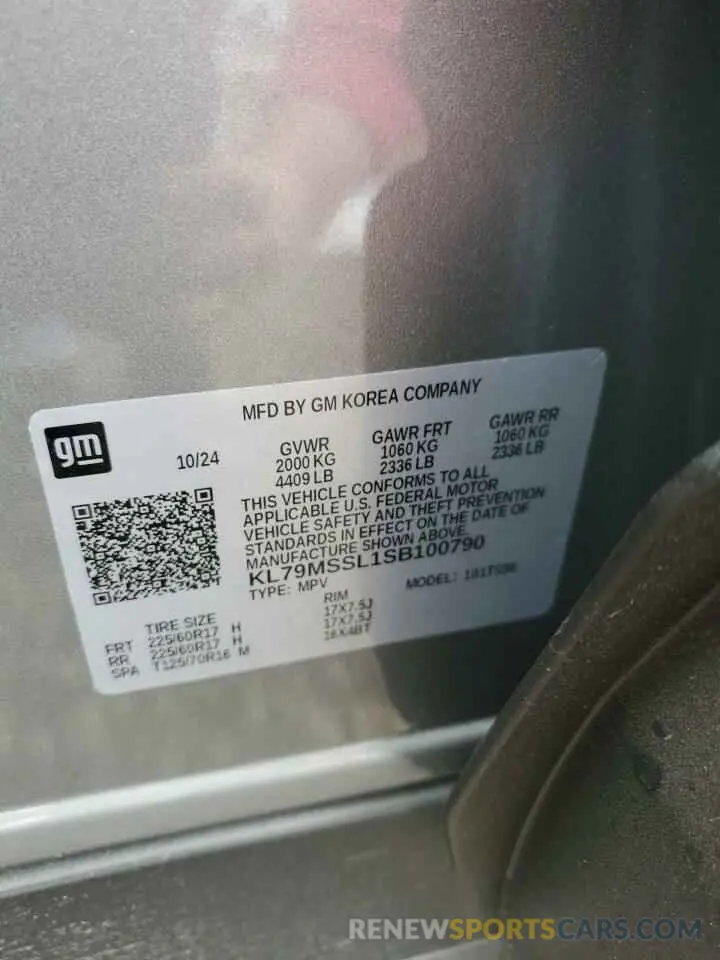 MFD BY GM KOREA COMPANY
gm
10/24
GVWR GAWR FRT GAWR RR
2000 KG 1060 KG 1060 KG
4409 LB 2336 LB 2336 LB
THIS VEHICLE CONFORMS TO ALL
APPLICABLE U.S. FEDERAL MOTOR
VEHICLE SAFETY AND THEFT PREVENTION
STANDARDS IN EFFECT ON THE DATE OF
MANUFACTURE SHOWN ABOVE.
KL79MSSL1SB100790
TYPE: MPV MODEL:
TIRE SIZE RIM
FRT 225/60R17 H 17X7.5J
RR 225/60R17 H 17X7.5J
SPA T125/70R16 M 16X4BT
RENEWSPORTSCARS.COM